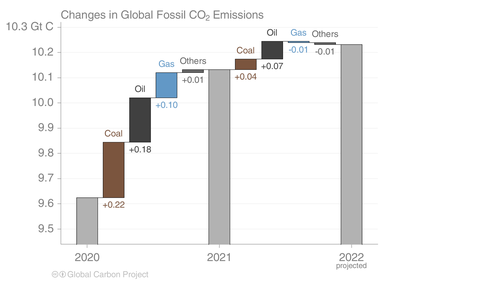 Changes in Global Fossil CO₂ Emissions
10.3 Gt C
10.2
10.1
10.0
9.9
9.8
9.7
9.6
9.5
Coal
+0.22
Oil
+0.18
Gas
+0.10
Others
+0.01
Coal
+0.04
Oil
+0.07
Gas
-0.01
Others
-0.01
2020
2021
2022
projected
Global Carbon Project